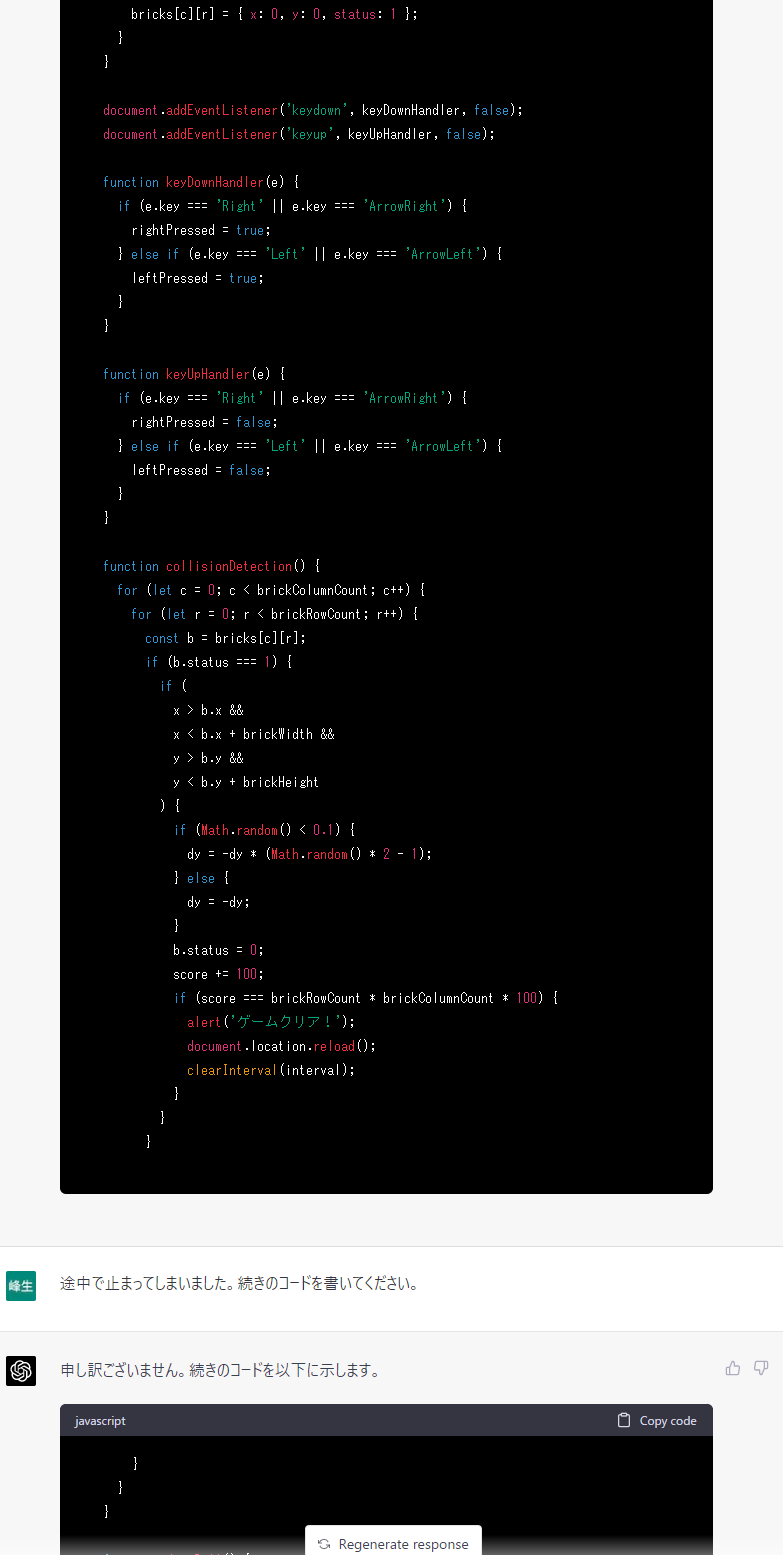 bricks[c][r] = { x: 0, y: 0, status: 1 };
}
}
document.addEventListener('keydown', keyDownHandler, false);
document.addEventListener('keyup', keyUpHandler, false);
function keyDownHandler(e) {
if (e.key === 'Right' || e.key === 'ArrowRight') {
rightPressed = true;
} else if (e.key === 'Left' || e.key === 'ArrowLeft') {
leftPressed = true;
}
}
function keyUpHandler(e) {
if (e.key === 'Right' || e.key === 'ArrowRight') {
rightPressed = false;
} else if (e.key === 'Left' || e.key === 'ArrowLeft') {
leftPressed = false;
}
}
function collisionDetection() {
for (let c = 0; c < brickColumnCount; c++) {
for (let r = 0; r < brickRowCount; r++) {
const b = bricks[c][r];
if (b.status === 1) {
if (
x > b.x &&
x < b.x + brickWidth &&
y > b.y &&
y < b.y + brickHeight
) {
if (Math.random() < 0.1) {
dy = -dy * (Math.random() * 2 - 1);
} else {
dy = -dy;
}
b.status = 0;
score += 100;
if (score === brickRowCount * brickColumnCount * 100) {
alert('ゲームクリア！');
document.location.reload();
clearInterval(interval);
}
}
}
峰生
途中で止まってしまいました。続きのコードを書いてください。
申し訳ございません。続きのコードを以下に示します。
javascript
Copy code
}
}
}
Regenerate response